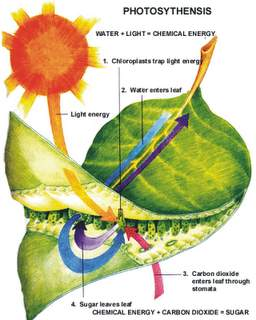 PHOTOSYTHENSIS
WATER + LIGHT = CHEMICAL ENERGY
1. Chloroplasts trap light energy
2. Water enters leaf
Light energy
3. Carbon dioxide
enters leaf through
stomata
4. Sugar leaves leaf
CHEMICAL ENERGY + CARBON DIOXIDE = SUGAR